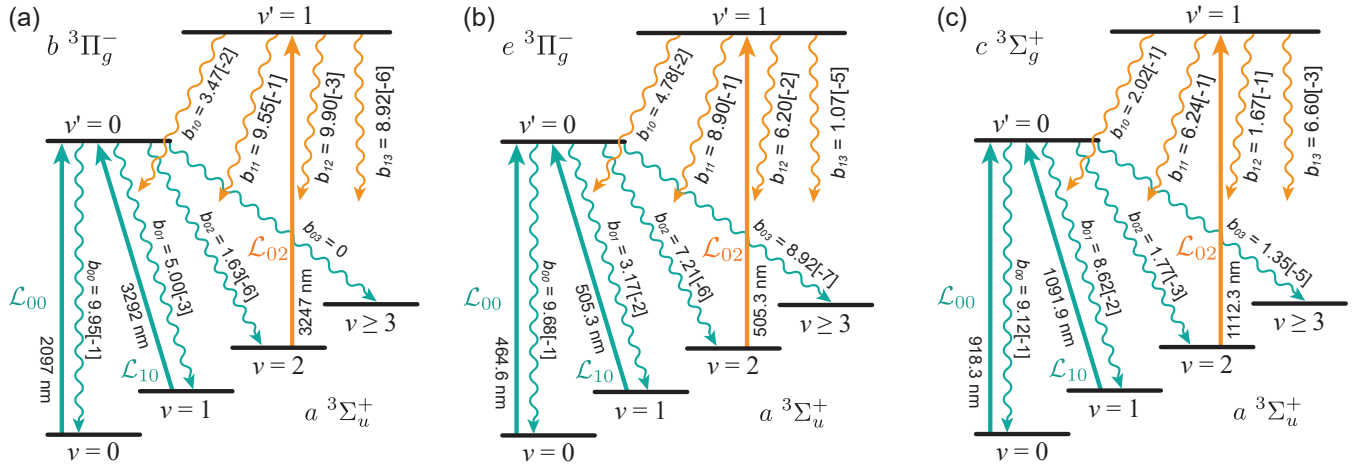 (a)
b ³Π⁻g
v' = 1
v' = 0
b₁₀ = 3.47[-2]
b₁₁ = 9.55[-1]
b₁₂ = 9.90[-3]
b₁₃ = 8.92[-6]
b₀₀ = 9.95[-1]
b₀₁ = 5.00[-3]
b₀₂ = 1.63[-6]
b₀₃ = 0
ℒ₀₀
2097 nm
ℒ₁₀
3292 nm
ℒ₀₂
3247 nm
v ≥ 3
v = 2
v = 1
v = 0
a ³Σ⁺u
(b)
e ³Π⁻g
v' = 1
v' = 0
b₁₀ = 4.78[-2]
b₁₁ = 8.90[-1]
b₁₂ = 6.20[-2]
b₁₃ = 1.07[-5]
b₀₀ = 9.68[-1]
b₀₁ = 3.17[-2]
b₀₂ = 7.21[-6]
b₀₃ = 8.92[-7]
ℒ₀₀
464.6 nm
ℒ₁₀
505.3 nm
ℒ₀₂
505.3 nm
v ≥ 3
v = 2
v = 1
v = 0
a ³Σ⁺u
(c)
c ³Σ⁺g
v' = 1
v' = 0
b₁₀ = 2.02[-1]
b₁₁ = 6.24[-1]
b₁₂ = 1.67[-1]
b₁₃ = 6.60[-3]
b₀₀ = 9.12[-1]
b₀₁ = 8.62[-2]
b₀₂ = 1.77[-3]
b₀₃ = 1.35[-5]
ℒ₀₀
918.3 nm
ℒ₁₀
1091.9 nm
ℒ₀₂
1112.3 nm
v ≥ 3
v = 2
v = 1
v = 0
a ³Σ⁺u